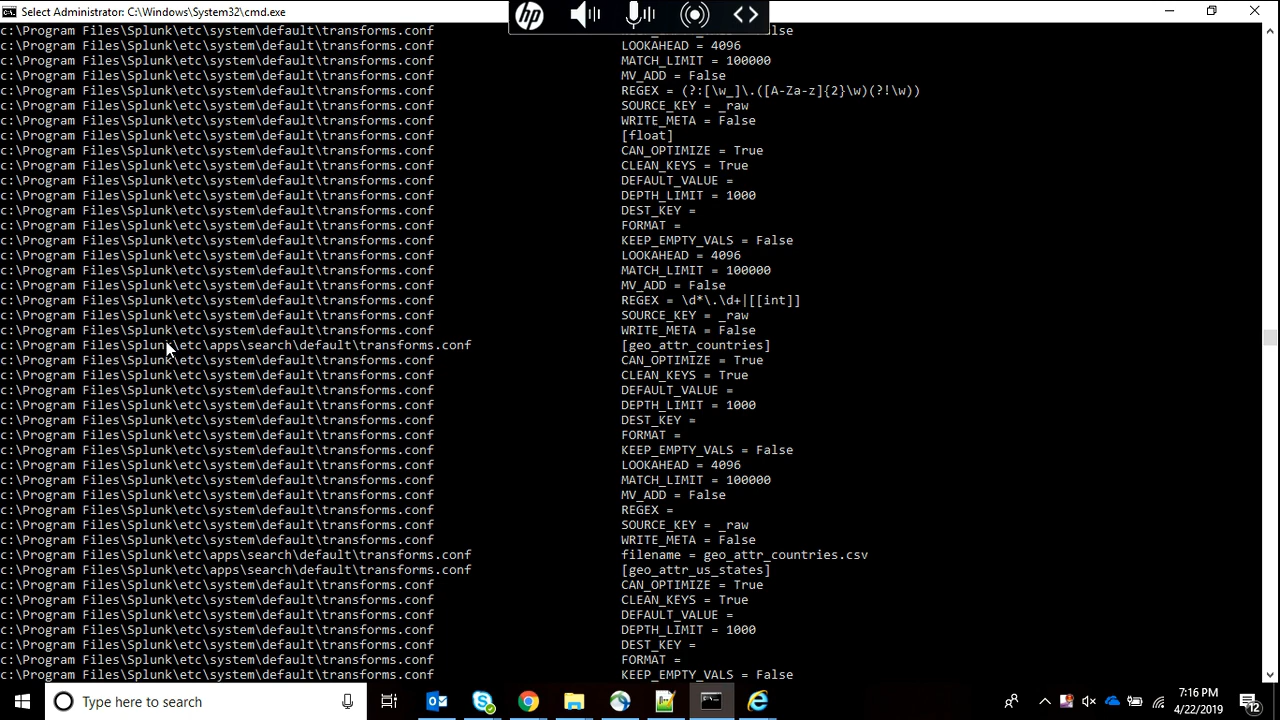 Select Administrator: C:\Windows\System32\cmd.exe
c:\Program Files\Splunk\etc\system\default\transforms.conf lse
c:\Program Files\Splunk\etc\system\default\transforms.conf LOOKAHEAD = 4096
c:\Program Files\Splunk\etc\system\default\transforms.conf MATCH_LIMIT = 100000
c:\Program Files\Splunk\etc\system\default\transforms.conf MV_ADD = False
c:\Program Files\Splunk\etc\system\default\transforms.conf REGEX = (?:[\w_]\.([A-Za-z]{2}\w)(?!\w))
c:\Program Files\Splunk\etc\system\default\transforms.conf SOURCE_KEY = _raw
c:\Program Files\Splunk\etc\system\default\transforms.conf WRITE_META = False
c:\Program Files\Splunk\etc\system\default\transforms.conf [float]
c:\Program Files\Splunk\etc\system\default\transforms.conf CAN_OPTIMIZE = True
c:\Program Files\Splunk\etc\system\default\transforms.conf CLEAN_KEYS = True
c:\Program Files\Splunk\etc\system\default\transforms.conf DEFAULT_VALUE =
c:\Program Files\Splunk\etc\system\default\transforms.conf DEPTH_LIMIT = 1000
c:\Program Files\Splunk\etc\system\default\transforms.conf DEST_KEY =
c:\Program Files\Splunk\etc\system\default\transforms.conf FORMAT =
c:\Program Files\Splunk\etc\system\default\transforms.conf KEEP_EMPTY_VALS = False
c:\Program Files\Splunk\etc\system\default\transforms.conf LOOKAHEAD = 4096
c:\Program Files\Splunk\etc\system\default\transforms.conf MATCH_LIMIT = 100000
c:\Program Files\Splunk\etc\system\default\transforms.conf MV_ADD = False
c:\Program Files\Splunk\etc\system\default\transforms.conf REGEX = \d*\.\d+|[[int]]
c:\Program Files\Splunk\etc\system\default\transforms.conf SOURCE_KEY = _raw
c:\Program Files\Splunk\etc\system\default\transforms.conf WRITE_META = False
c:\Program Files\Splunk\etc\apps\search\default\transforms.conf [geo_attr_countries]
c:\Program Files\Splunk\etc\system\default\transforms.conf CAN_OPTIMIZE = True
c:\Program Files\Splunk\etc\system\default\transforms.conf CLEAN_KEYS = True
c:\Program Files\Splunk\etc\system\default\transforms.conf DEFAULT_VALUE =
c:\Program Files\Splunk\etc\system\default\transforms.conf DEPTH_LIMIT = 1000
c:\Program Files\Splunk\etc\system\default\transforms.conf DEST_KEY =
c:\Program Files\Splunk\etc\system\default\transforms.conf FORMAT =
c:\Program Files\Splunk\etc\system\default\transforms.conf KEEP_EMPTY_VALS = False
c:\Program Files\Splunk\etc\system\default\transforms.conf LOOKAHEAD = 4096
c:\Program Files\Splunk\etc\system\default\transforms.conf MATCH_LIMIT = 100000
c:\Program Files\Splunk\etc\system\default\transforms.conf MV_ADD = False
c:\Program Files\Splunk\etc\system\default\transforms.conf REGEX =
c:\Program Files\Splunk\etc\system\default\transforms.conf SOURCE_KEY = _raw
c:\Program Files\Splunk\etc\system\default\transforms.conf WRITE_META = False
c:\Program Files\Splunk\etc\apps\search\default\transforms.conf filename = geo_attr_countries.csv
c:\Program Files\Splunk\etc\apps\search\default\transforms.conf [geo_attr_us_states]
c:\Program Files\Splunk\etc\system\default\transforms.conf CAN_OPTIMIZE = True
c:\Program Files\Splunk\etc\system\default\transforms.conf CLEAN_KEYS = True
c:\Program Files\Splunk\etc\system\default\transforms.conf DEFAULT_VALUE =
c:\Program Files\Splunk\etc\system\default\transforms.conf DEPTH_LIMIT = 1000
c:\Program Files\Splunk\etc\system\default\transforms.conf DEST_KEY =
c:\Program Files\Splunk\etc\system\default\transforms.conf FORMAT =
c:\Program Files\Splunk\etc\system\default\transforms.conf KEEP_EMPTY_VALS = False
Type here to search
7:16 PM
4/22/2019
12